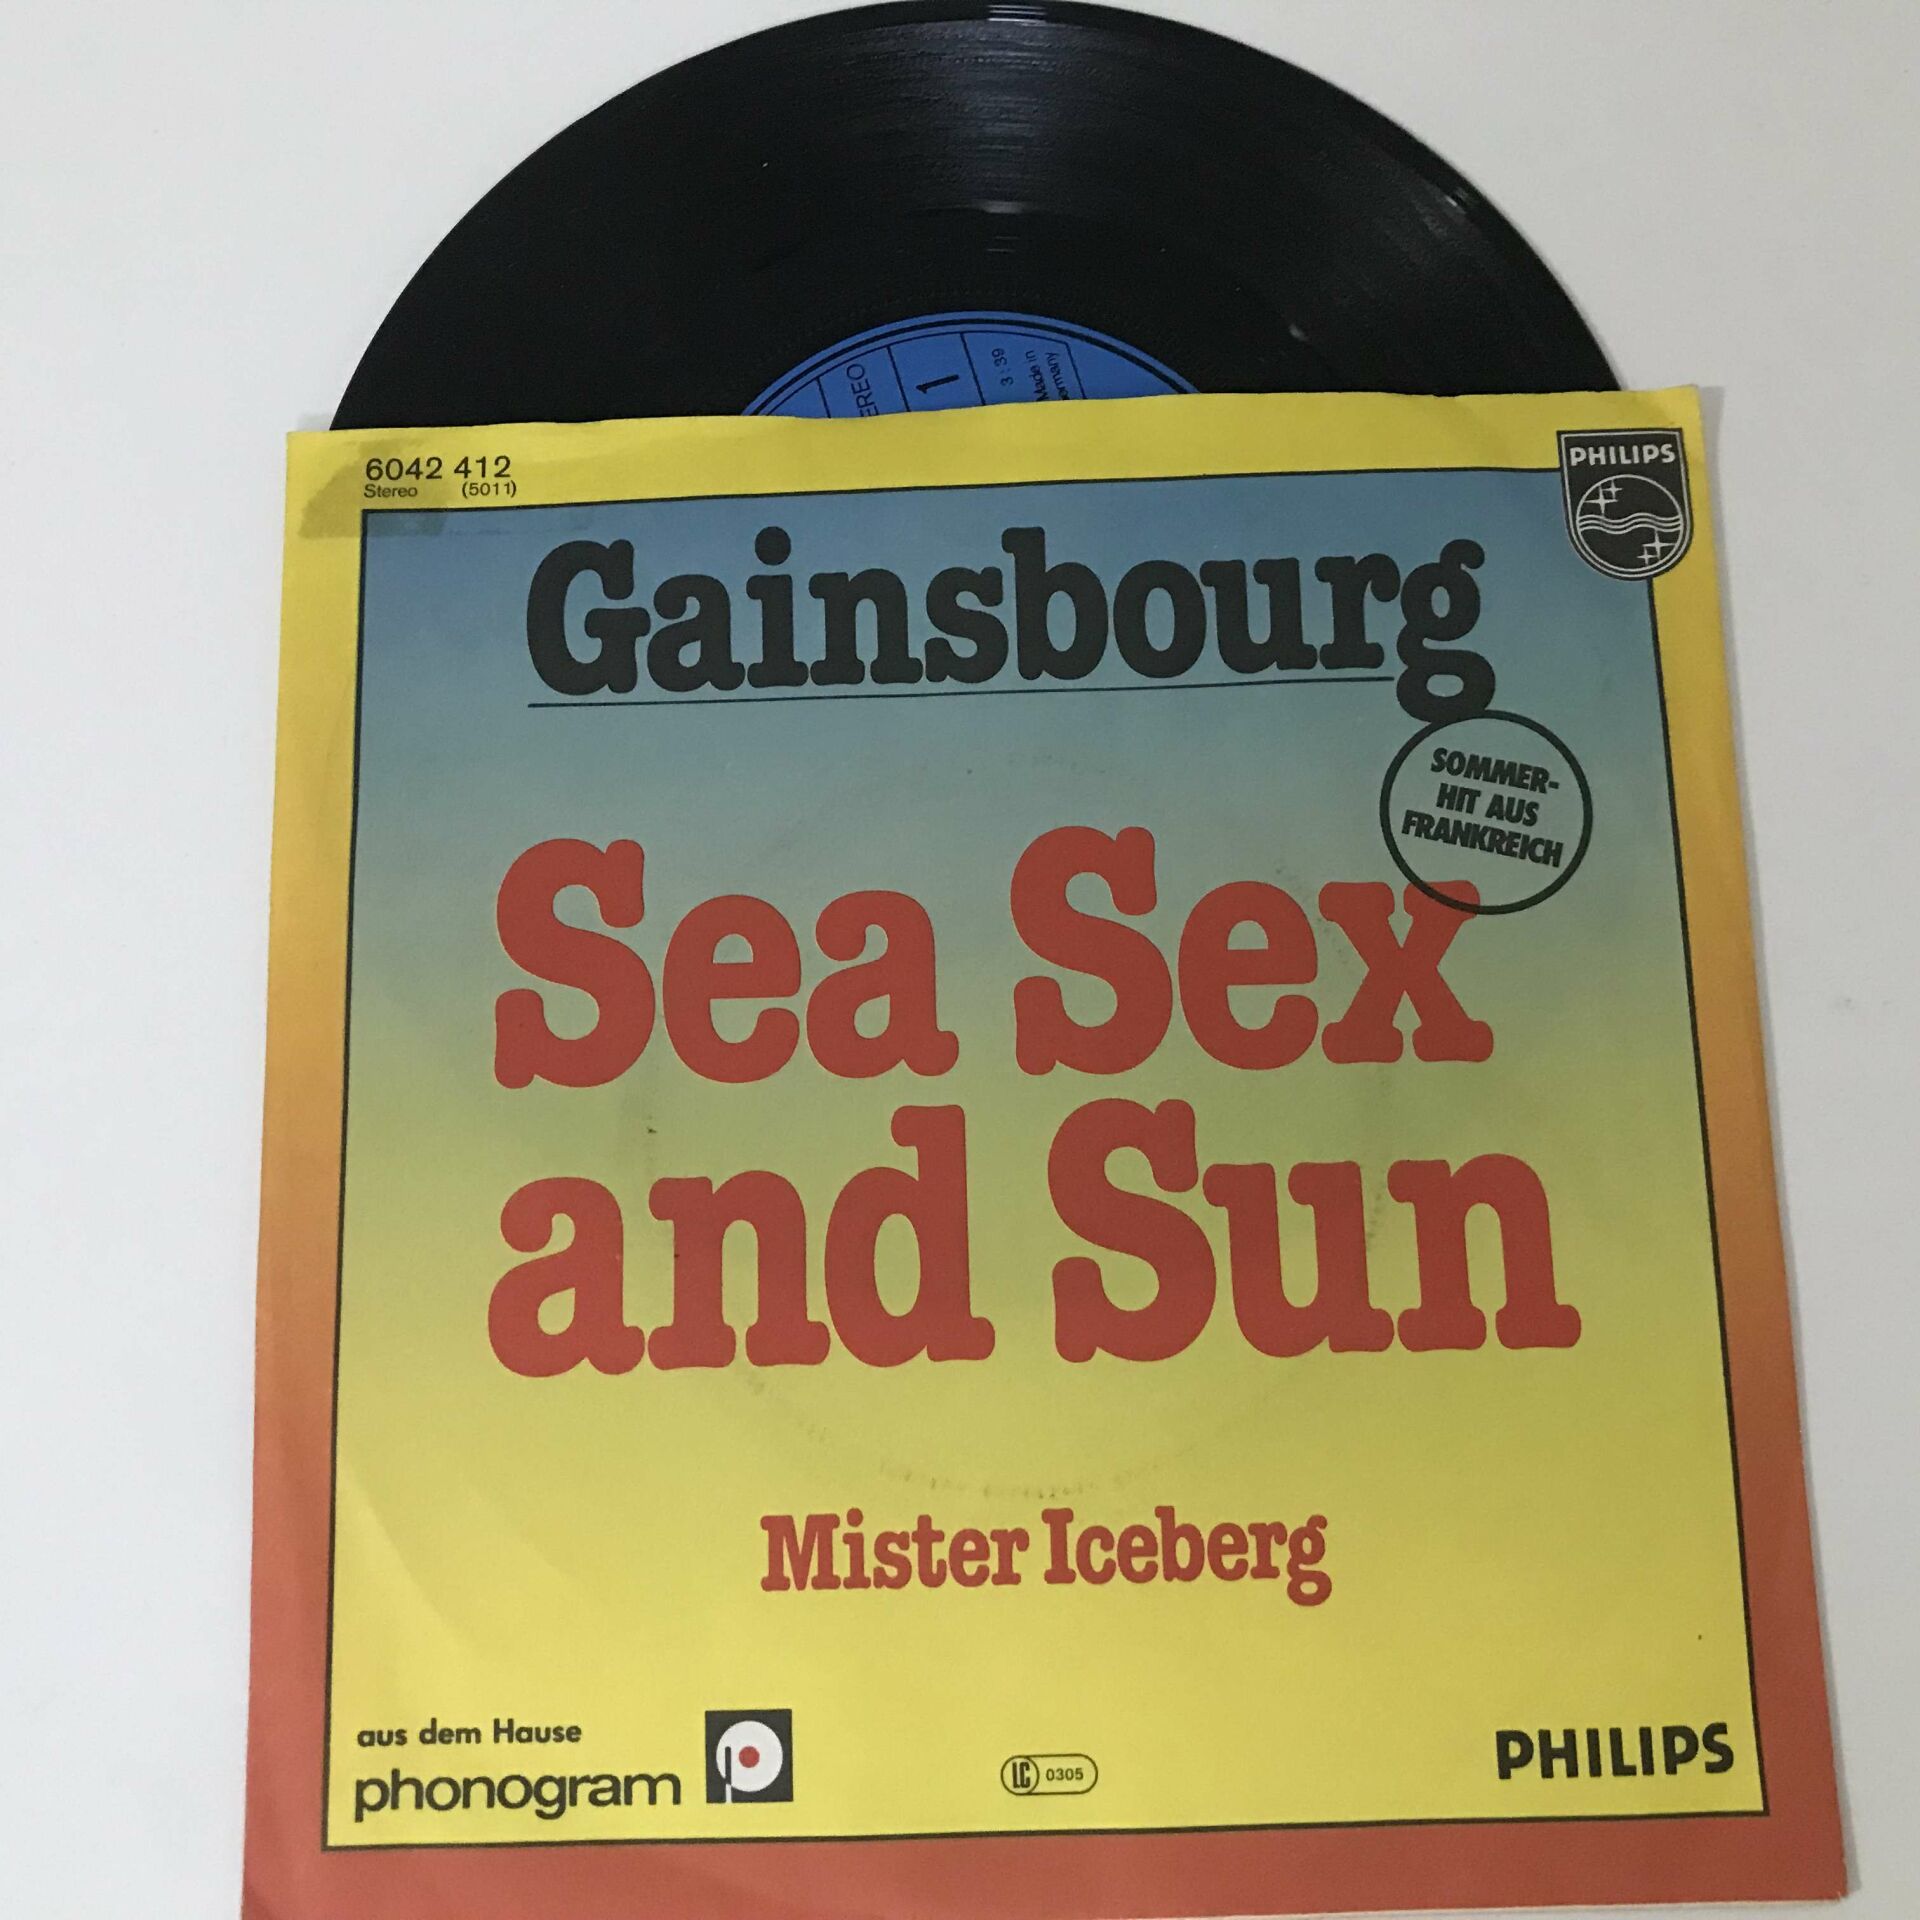 EREO
1
3:39
Made in
ermany
6042 412
Stereo (5011)
PHILIPS
Gainsbourg
SOMMER-
HIT AUS
FRANKREICH
Sea Sex
and Sun
Mister Iceberg
aus dem Hause
phonogram
p
LC 0305
PHILIPS